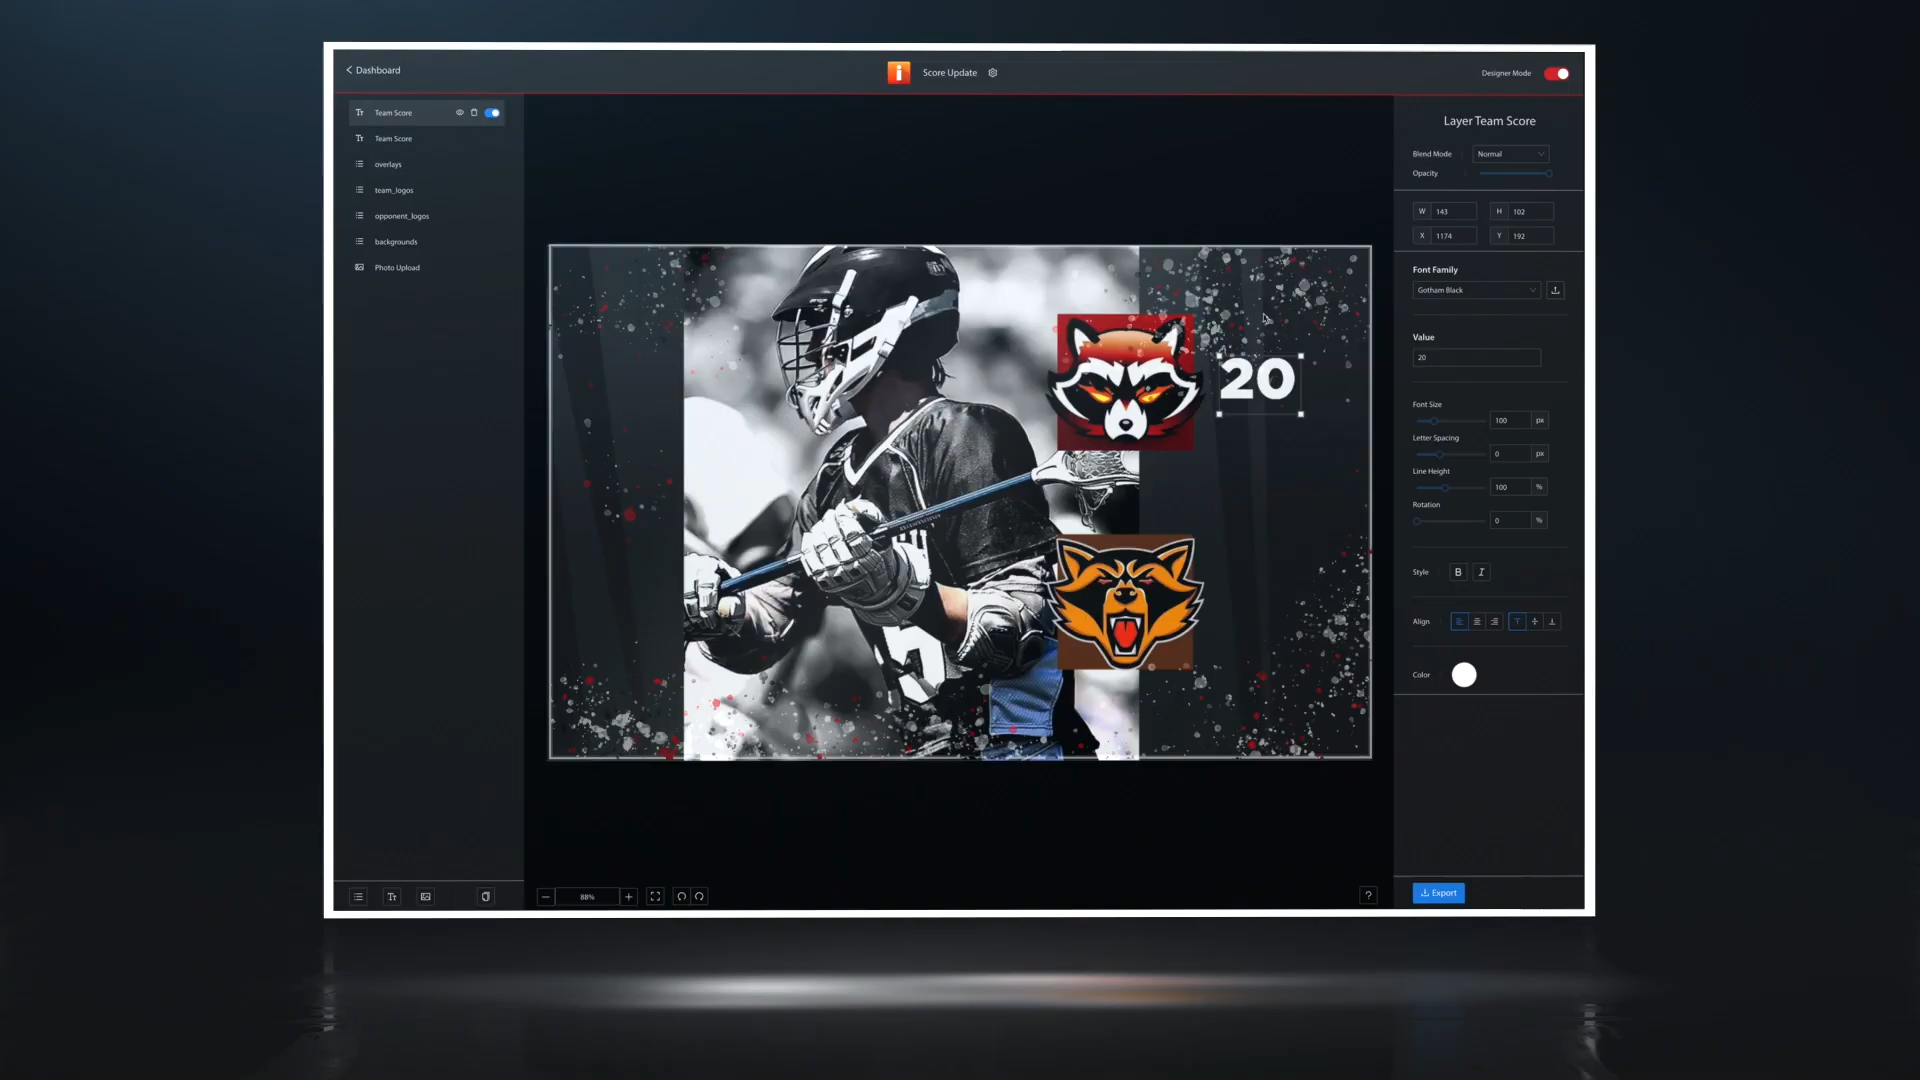 Dashboard
Score Update
Designer Mode
Team Score
Team Score
overlays
team_logos
opponent_logos
backgrounds
Photo Upload
20
5
88%
?
Layer Team Score
Blend Mode Normal
Opacity
W 143 H 102
X 1174 Y 192
Font Family
Gotham Black
Value
20
Font Size
100 px
Letter Spacing
0 px
Line Height
100 %
Rotation
0 %
Style B I
Align
Color
Export